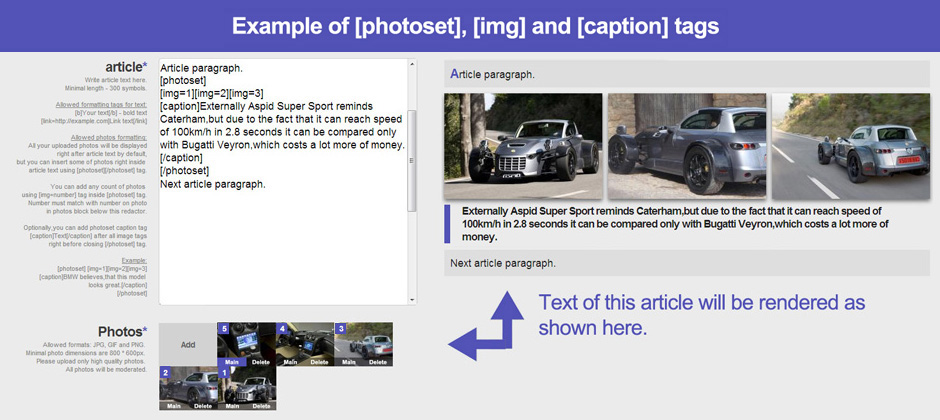 Example of [photoset], [img] and [caption] tags
article*
Write article text here.
Minimal length - 300 symbols.
Allowed formatting tags for text:
[b]Your text[/b] - bold text
[link=http://example.com]Link text[/link]
Allowed photos formatting:
All your uploaded photos will be displayed
right after article text by default,
but you can insert some of photos right inside
article text using [photoset][/photoset] tag.
You can add any count of photos
using [img=number] tag inside [photoset] tag.
Number must match with number on photo
in photos block below this redactor.
Optionally,you can add photoset caption tag
[caption]Text[/caption] after all image tags
right before closing [/photoset] tag.
Example:
[photoset] [img=1][img=2][img=3]
[caption]BMW believes,that this model
looks great.[/caption]
[/photoset]
Article paragraph.
[photoset]
[img=1][img=2][img=3]
[caption]Externally Aspid Super Sport reminds
Caterham,but due to the fact that it can reach speed
of 100km/h in 2.8 seconds it can be compared only
with Bugatti Veyron,which costs a lot more of money.
[/caption]
[/photoset]
Next article paragraph.
Article paragraph.
Externally Aspid Super Sport reminds Caterham,but due to the fact that it can reach speed of
100km/h in 2.8 seconds it can be compared only with Bugatti Veyron,which costs a lot more of
money.
Next article paragraph.
Text of this article will be rendered as
shown here.
Photos*
Allowed formats: JPG, GIF and PNG.
Minimal photo dimensions are 800 * 600px.
Please upload only high quality photos.
All photos will be moderated.
Add
5
Main Delete
4
Main Delete
3
Main Delete
2
Main Delete
1
Main Delete